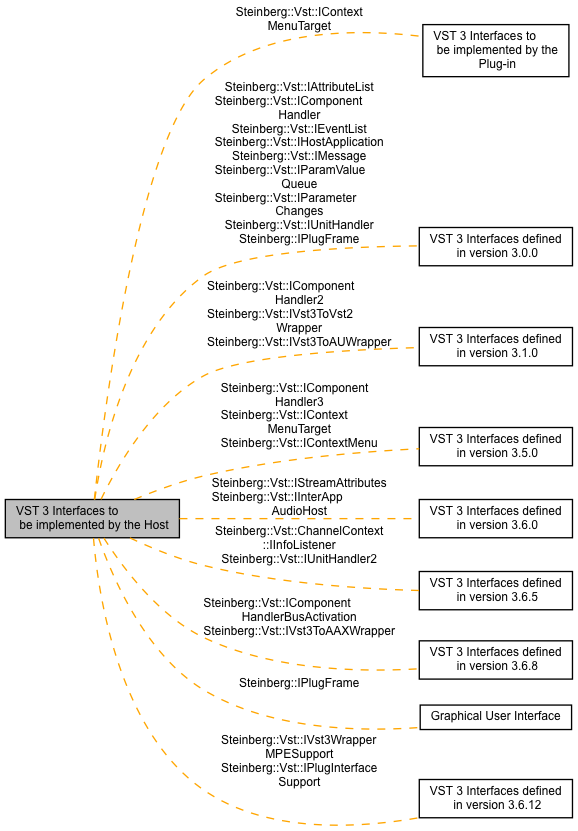 Steinberg::Vst::IContext
MenuTarget
VST 3 Interfaces to
be implemented by the
Plug-in
Steinberg::Vst::IAttributeList
Steinberg::Vst::IComponent
Handler
Steinberg::Vst::IEventList
Steinberg::Vst::IHostApplication
Steinberg::Vst::IMessage
Steinberg::Vst::IParamValue
Queue
Steinberg::Vst::IParameter
Changes
Steinberg::Vst::IUnitHandler
Steinberg::IPlugFrame
VST 3 Interfaces defined
in version 3.0.0
Steinberg::Vst::IComponent
Handler2
Steinberg::Vst::IVst3ToVst2
Wrapper
Steinberg::Vst::IVst3ToAUWrapper
VST 3 Interfaces defined
in version 3.1.0
Steinberg::Vst::IComponent
Handler3
Steinberg::Vst::IContext
MenuTarget
Steinberg::Vst::IContextMenu
VST 3 Interfaces defined
in version 3.5.0
VST 3 Interfaces to
be implemented by the Host
Steinberg::Vst::IStreamAttributes
Steinberg::Vst::IInterApp
AudioHost
VST 3 Interfaces defined
in version 3.6.0
Steinberg::Vst::ChannelContext
::IInfoListener
Steinberg::Vst::IUnitHandler2
VST 3 Interfaces defined
in version 3.6.5
Steinberg::Vst::IComponent
HandlerBusActivation
Steinberg::Vst::IVst3ToAAXWrapper
VST 3 Interfaces defined
in version 3.6.8
Steinberg::IPlugFrame
Graphical User Interface
Steinberg::Vst::IVst3Wrapper
MPESupport
Steinberg::Vst::IPlugInterface
Support
VST 3 Interfaces defined
in version 3.6.12